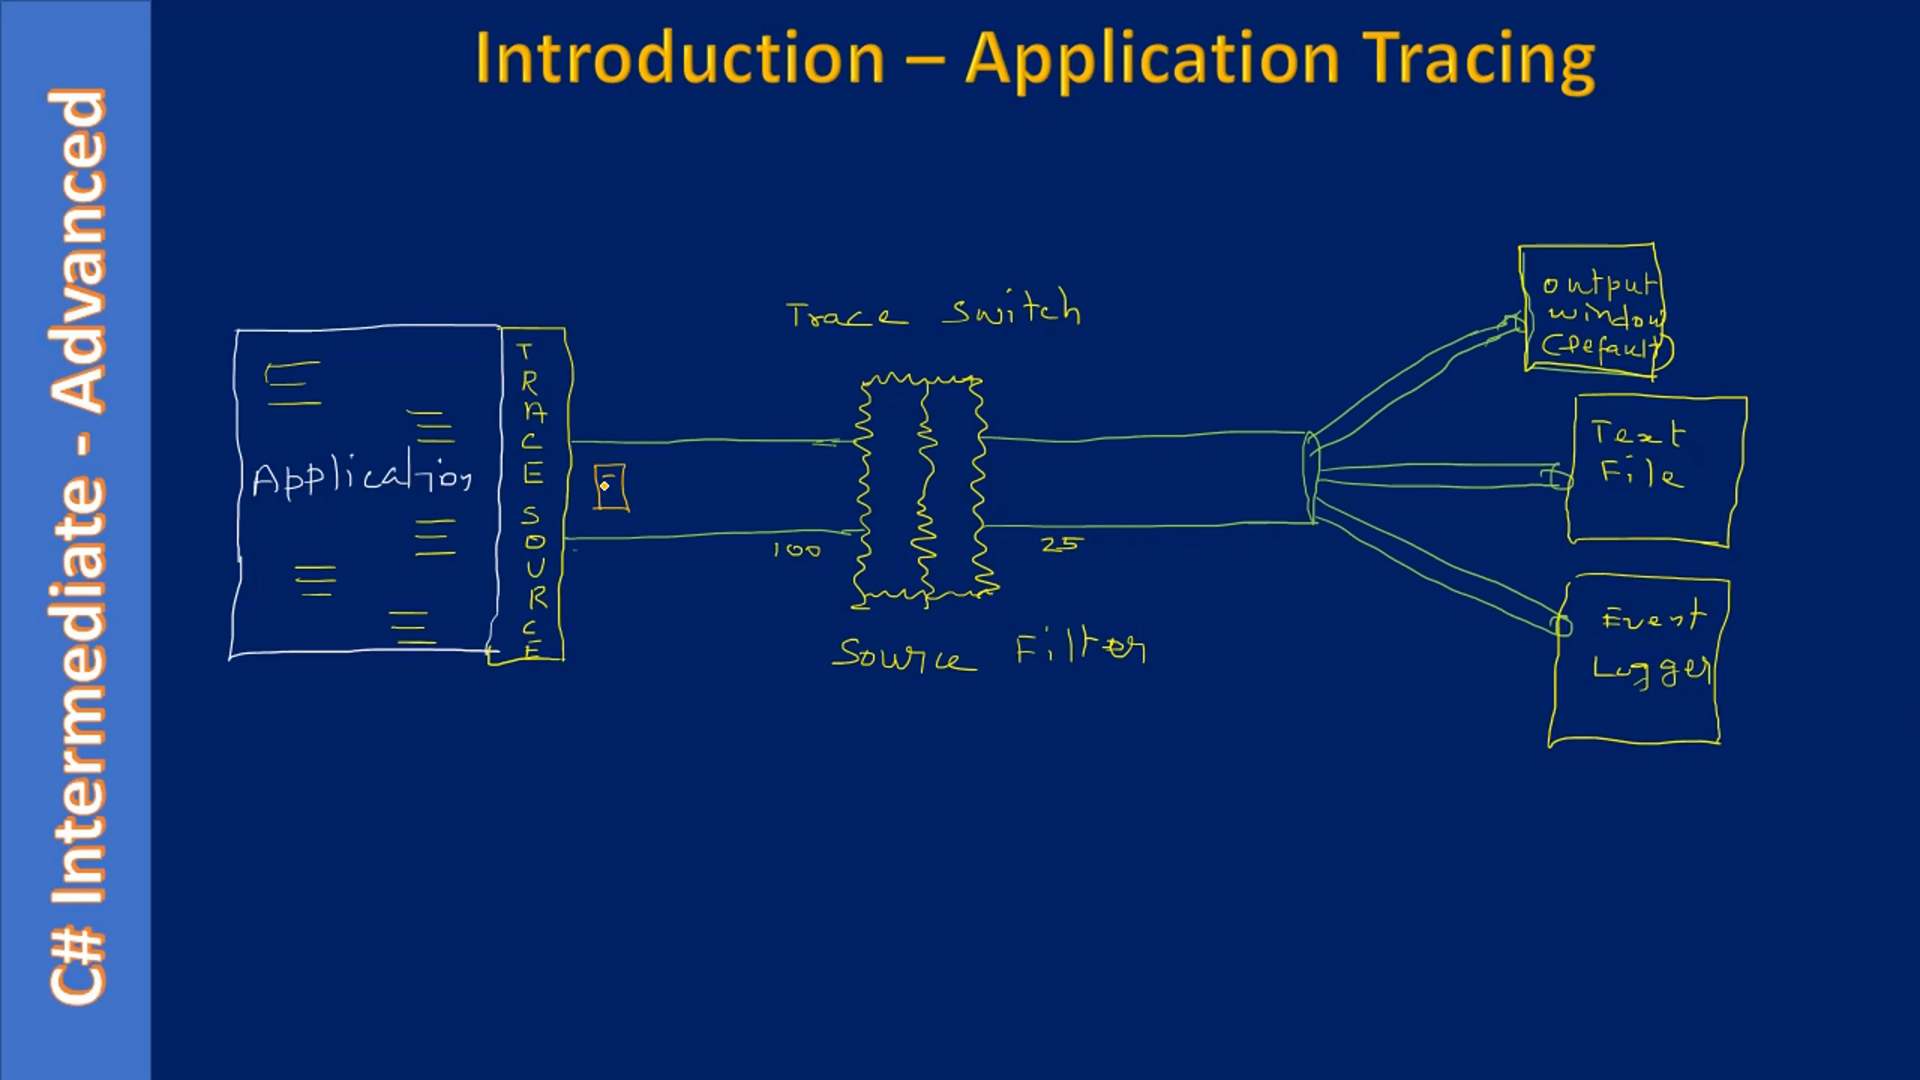 Introduction – Application Tracing
C# Intermediate - Advanced
Application
TRACE SOURCE
Trace Switch
100
25
Source Filter
output
window
(Default)
Text
File
Event
Logger